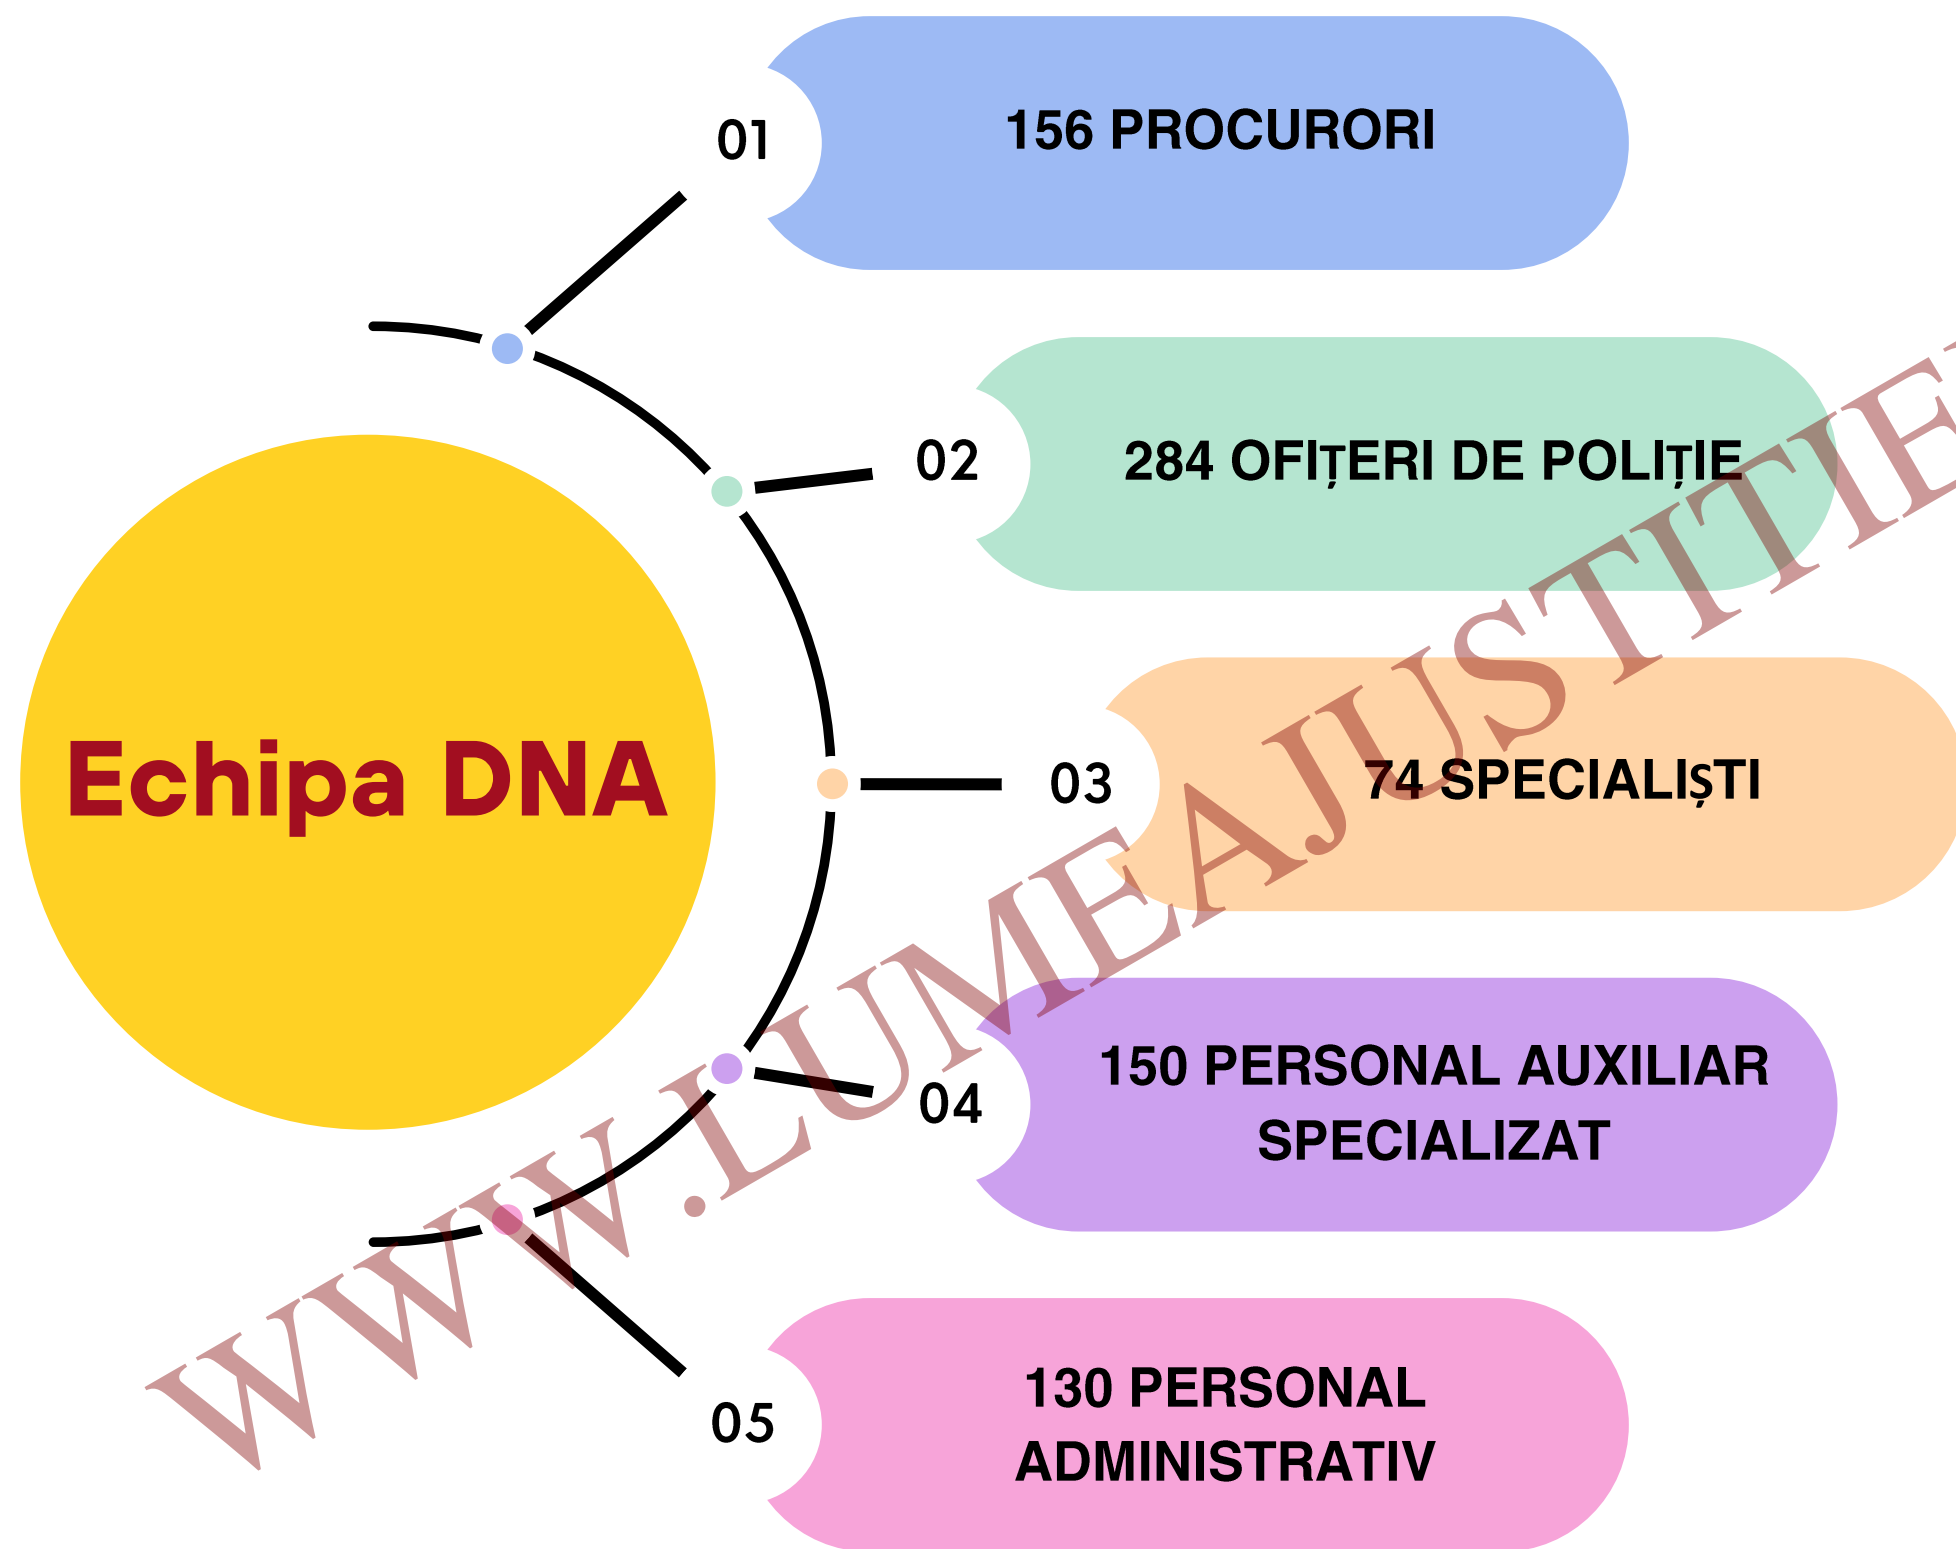 01
156 PROCURORI
02
284 OFIȚERI DE POLIȚIE
Echipa DNA
03
74 SPECIALIȘTI
04
150 PERSONAL AUXILIAR
SPECIALIZAT
05
130 PERSONAL
ADMINISTRATIV
WWW.LUMEAJUSTITIE